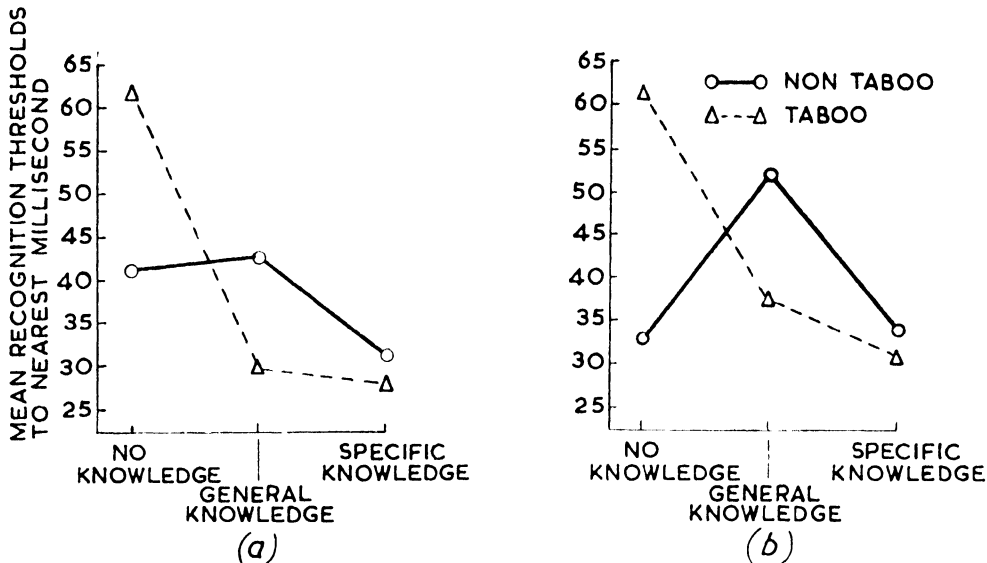 MEAN RECOGNITION THRESHOLDS
TO NEAREST MILLISECOND
65
60
55
50
45
40
35
30
25
NO
KNOWLEDGE
GENERAL
KNOWLEDGE
SPECIFIC
KNOWLEDGE
(a)
65
60
55
50
45
40
35
30
25
NON TABOO
TABOO
NO
KNOWLEDGE
GENERAL
KNOWLEDGE
SPECIFIC
KNOWLEDGE
(b)